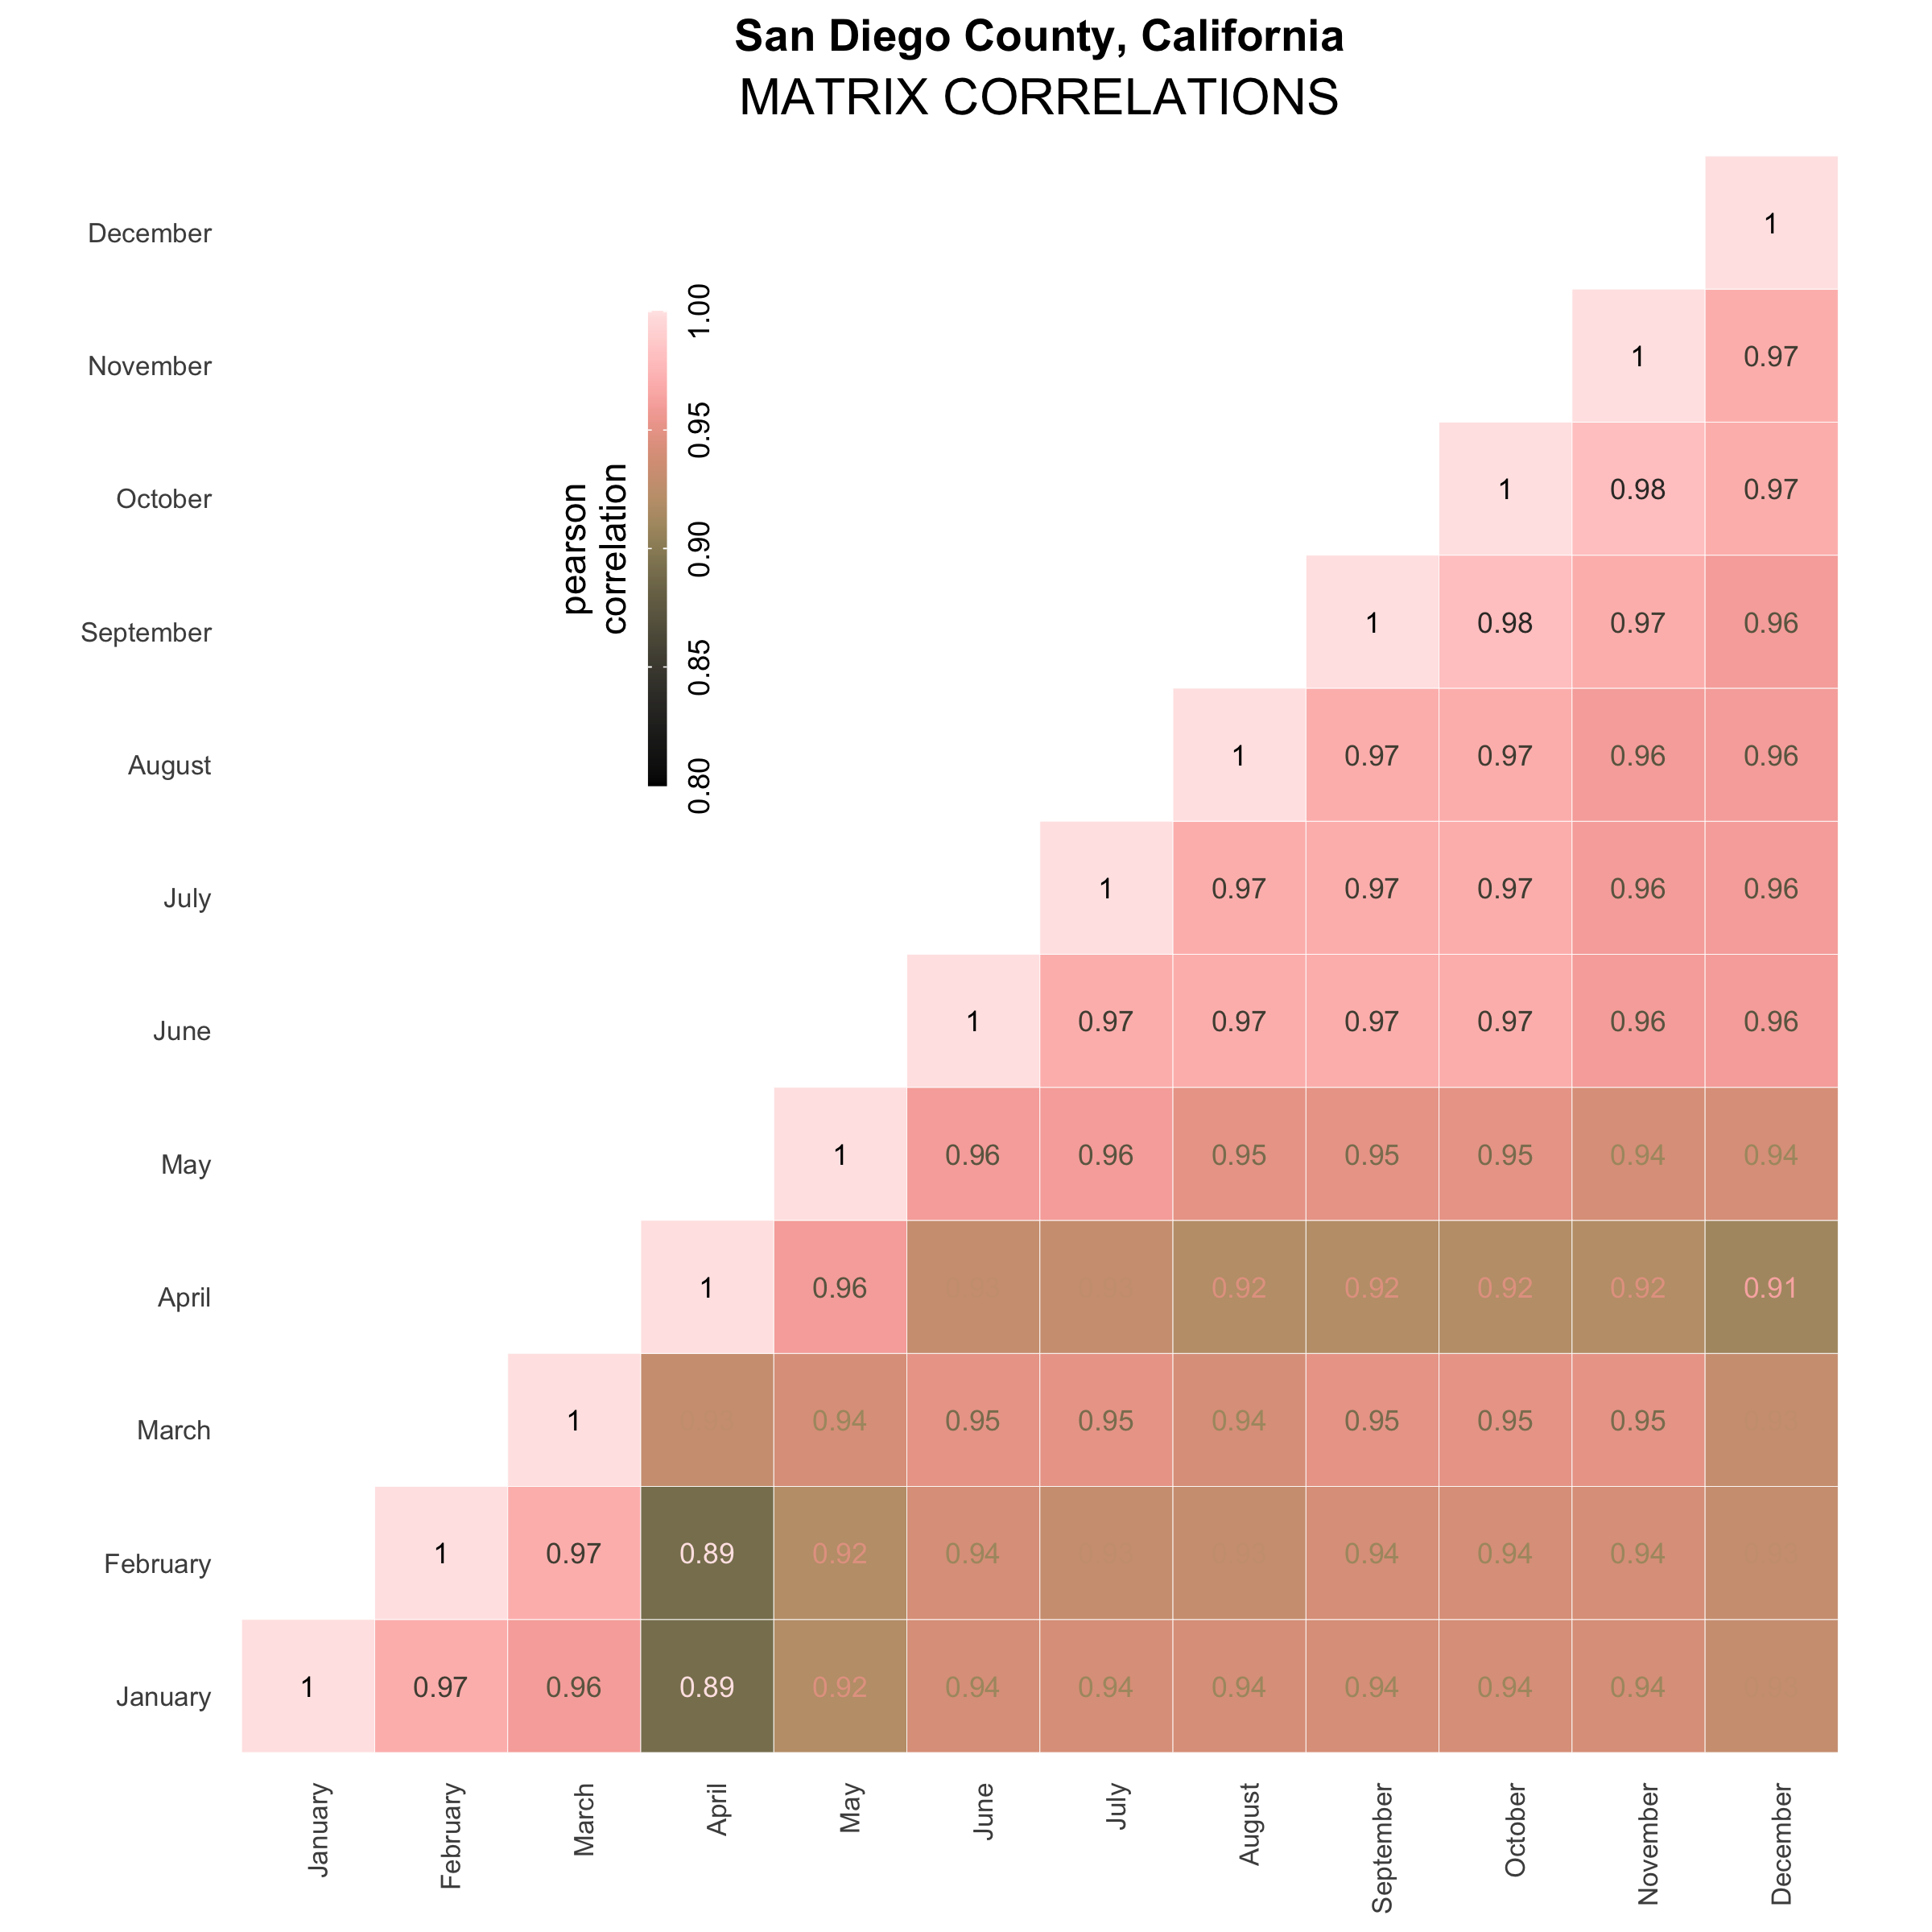 San Diego County, California
MATRIX CORRELATIONS
pearson
correlation
1.00
0.95
0.90
0.85
0.80
December 1
November 1 0.97
October 1 0.98 0.97
September 1 0.98 0.97 0.96
August 1 0.97 0.97 0.96 0.96
July 1 0.97 0.97 0.97 0.96 0.96
June 1 0.97 0.97 0.97 0.97 0.96 0.96
May 1 0.96 0.96 0.95 0.95 0.95 0.94 0.94
April 1 0.96 0.92 0.92 0.92 0.92 0.91
March 1 0.94 0.95 0.95 0.94 0.95 0.95 0.95
February 1 0.97 0.89 0.92 0.94 0.94 0.94 0.94
January 1 0.97 0.96 0.89 0.92 0.94 0.94 0.94 0.94 0.94 0.94
January
February
March
April
May
June
July
August
September
October
November
December